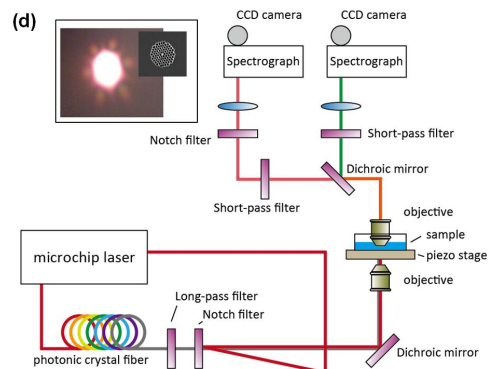 (d)
CCD camera
CCD camera
Spectrograph
Spectrograph
Notch filter
Short-pass filter
Dichroic mirror
Short-pass filter
objective
sample
piezo stage
objective
microchip laser
Long-pass filter
Notch filter
photonic crystal fiber
Dichroic mirror